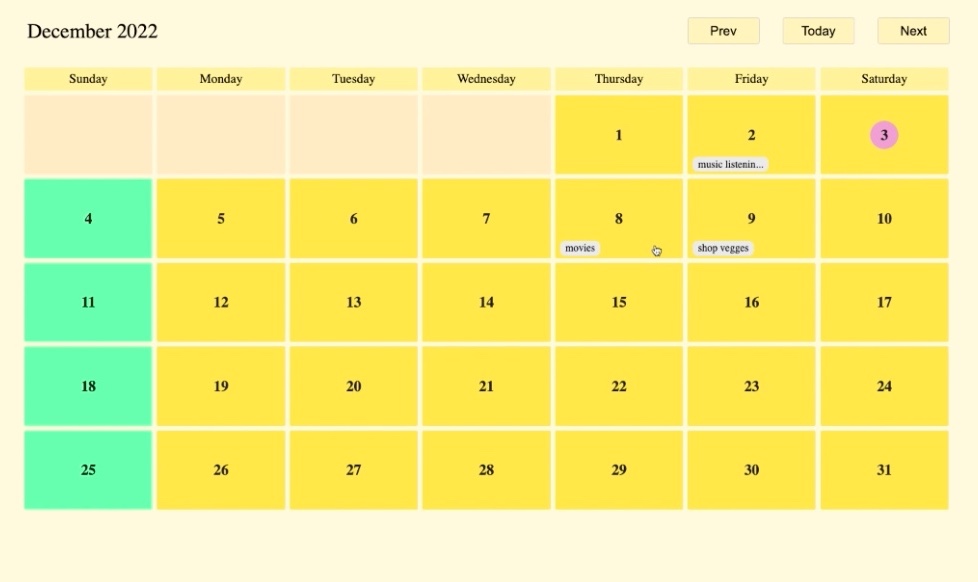 December 2022 Prev Today Next
Sunday Monday Tuesday Wednesday Thursday Friday Saturday
1 2 3
music listenin...
4 5 6 7 8 9 10
movies shop vegges
11 12 13 14 15 16 17
18 19 20 21 22 23 24
25 26 27 28 29 30 31